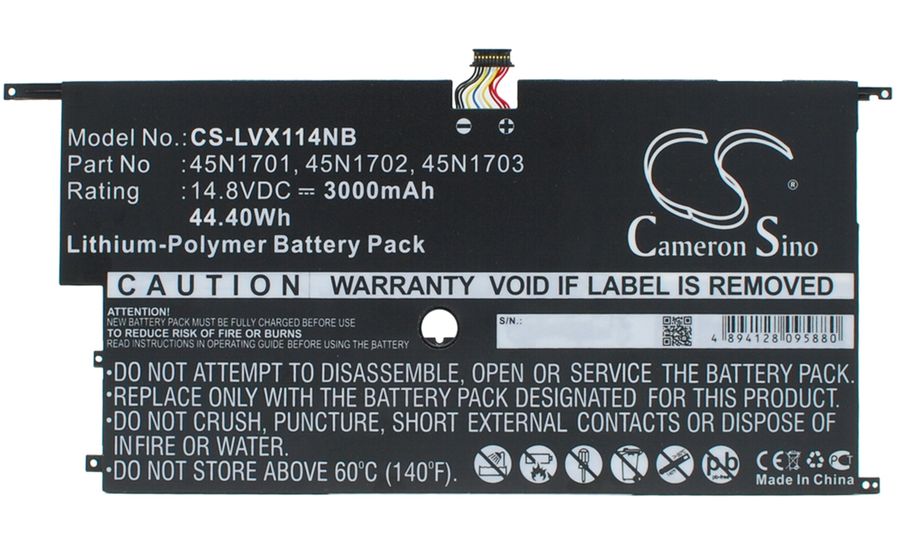 Model No.: CS-LVX114NB
Part No : 45N1701, 45N1702, 45N1703
Rating : 14.8VDC ⎓ 3000mAh
44.40Wh
Lithium-Polymer Battery Pack
CS
®
Cameron Sino
CAUTION WARRANTY VOID IF LABEL IS REMOVED
ATTENTION:
NEW BATTERY PACK MUST BE FULLY CHARGED BEFORE USE
TO REDUCE RISK OF FIRE OR BURNS
READ INSTRUCTIONS IN OPERATING GUIDE BEFORE USING THE BATTERY
S/N.:
4 894128 095880
·DO NOT ATTEMPT TO DISASSEMBLE, OPEN OR SERVICE THE BATTERY PACK.
·REPLACE ONLY WITH THE BATTERY PACK DESIGNATED FOR THIS PRODUCT.
·DO NOT CRUSH, PUNCTURE, SHORT EXTERNAL CONTACTS OR DISPOSE OF
INFIRE OR WATER.
·DO NOT STORE ABOVE 60°C (140°F).
pb
CE
Made in China